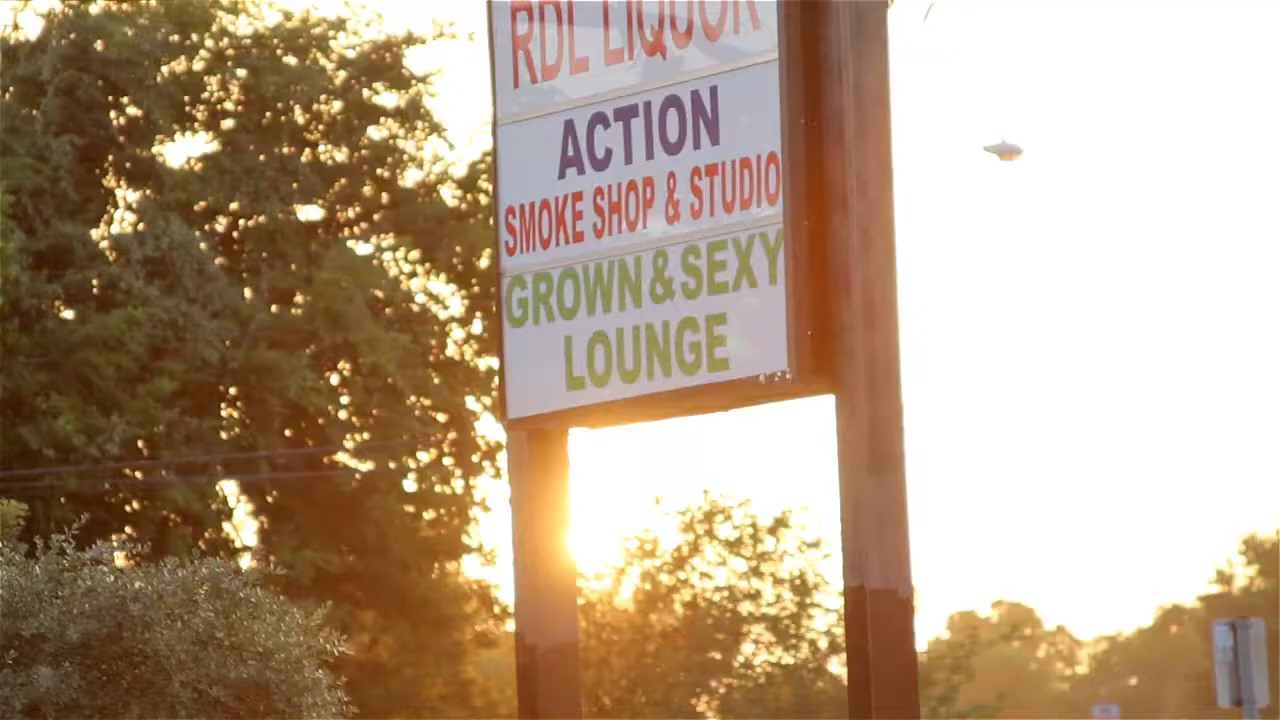 RDL LIQUOR
ACTION
SMOKE SHOP & STUDIO
GROWN & SEXY
LOUNGE